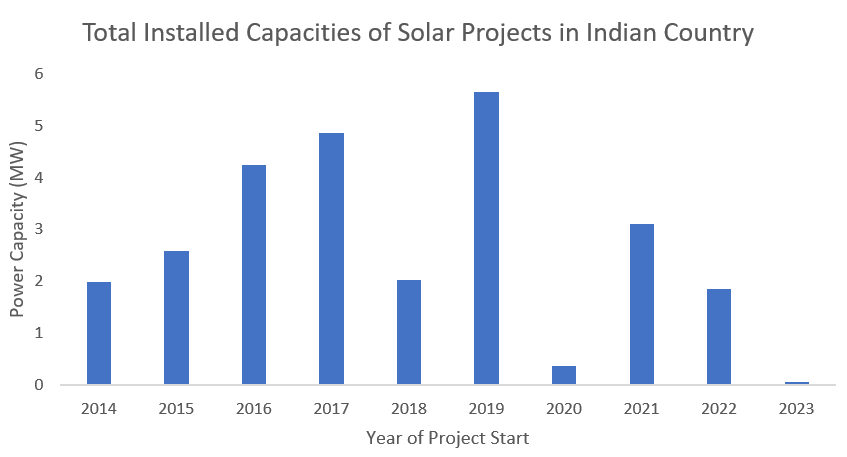 Total Installed Capacities of Solar Projects in Indian Country
Power Capacity (MW)
6
5
4
3
2
1
0
2014 2015 2016 2017 2018 2019 2020 2021 2022 2023
Year of Project Start